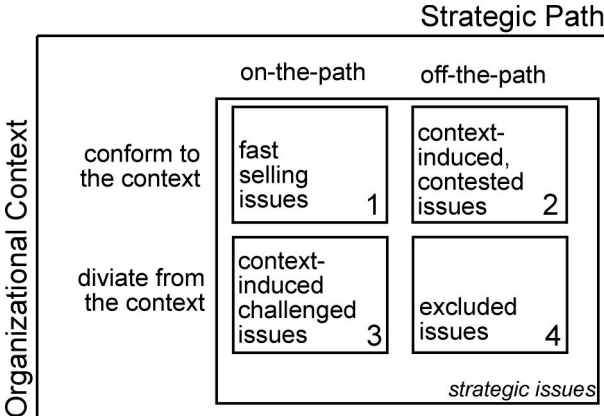 Strategic Path
on-the-path
off-the-path
Organizational Context
conform to
the context
fast
selling
issues
1
context-
induced,
contested
issues
2
diviate from
the context
context-
induced
challenged
issues
3
excluded
issues
4
strategic issues